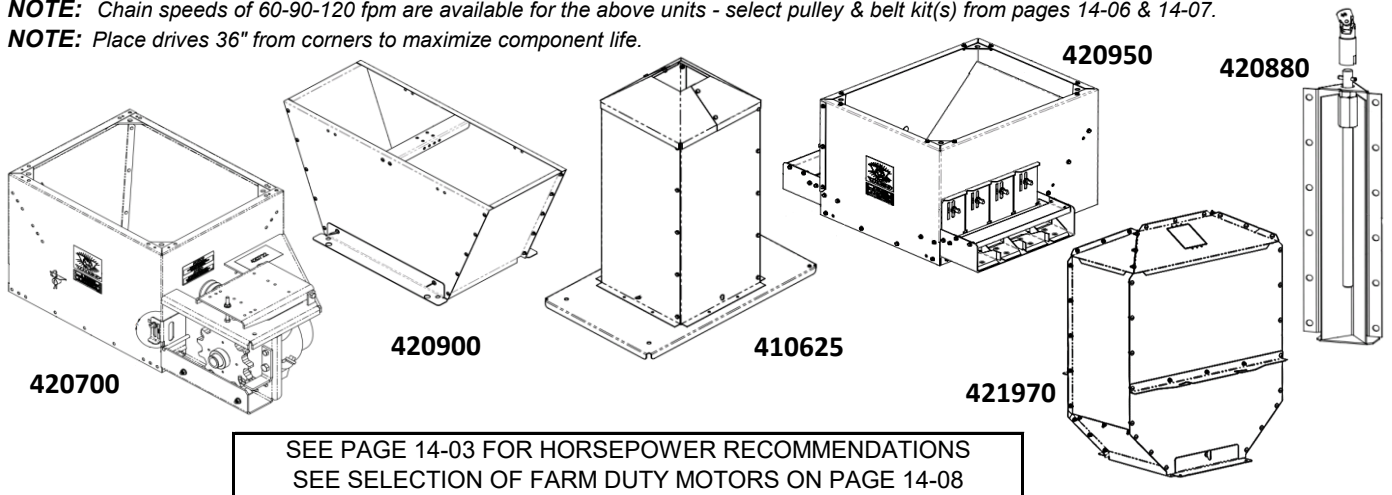 NOTE: Chain speeds of 60-90-120 fpm are available for the above units - select pulley & belt kit(s) from pages 14-06 & 14-07.
NOTE: Place drives 36" from corners to maximize component life.
420950
420880
420900
410625
420700
421970
SEE PAGE 14-03 FOR HORSEPOWER RECOMMENDATIONS
SEE SELECTION OF FARM DUTY MOTORS ON PAGE 14-08